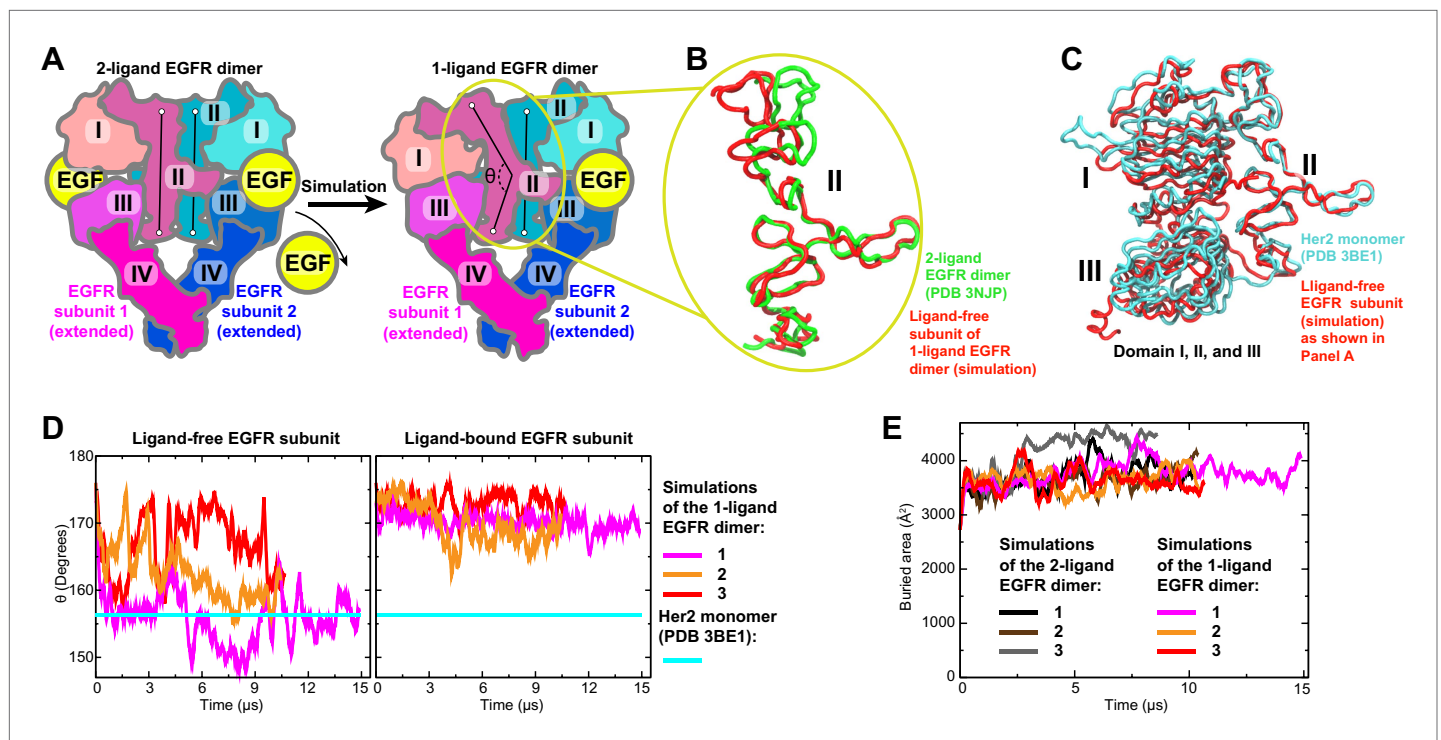 A
2-ligand EGFR dimer
I
II
I
EGF
EGF
II
III
III
IV
IV
EGFR
subunit 1
(extended)
EGFR
subunit 2
(extended)
Simulation
EGF
1-ligand EGFR dimer
II
I
I
θ
EGF
II
III
III
IV
IV
EGFR
subunit 1
(extended)
EGFR
subunit 2
(extended)
B
II
2-ligand
EGFR dimer
(PDB 3NJP)
Ligand-free
subunit of
1-ligand EGFR
dimer (simulation)
C
I
II
III
Her2 monomer
(PDB 3BE1)
Lligand-free
EGFR subunit
(simulation)
as shown in
Panel A
Domain I, II, and III
D
Ligand-free EGFR subunit
Ligand-bound EGFR subunit
θ (Degrees)
180
170
160
150
0 3 6 9 12 15
Time (µs)
0 3 6 9 12 15
Time (µs)
Simulations
of the 1-ligand
EGFR dimer:
1
2
3
Her2 monomer
(PDB 3BE1):
E
Buried area (Å²)
4000
3000
2000
1000
0
Simulations
of the 2-ligand
EGFR dimer:
1
2
3
Simulations
of the 1-ligand
EGFR dimer:
1
2
3
0 5 10 15
Time (µs)